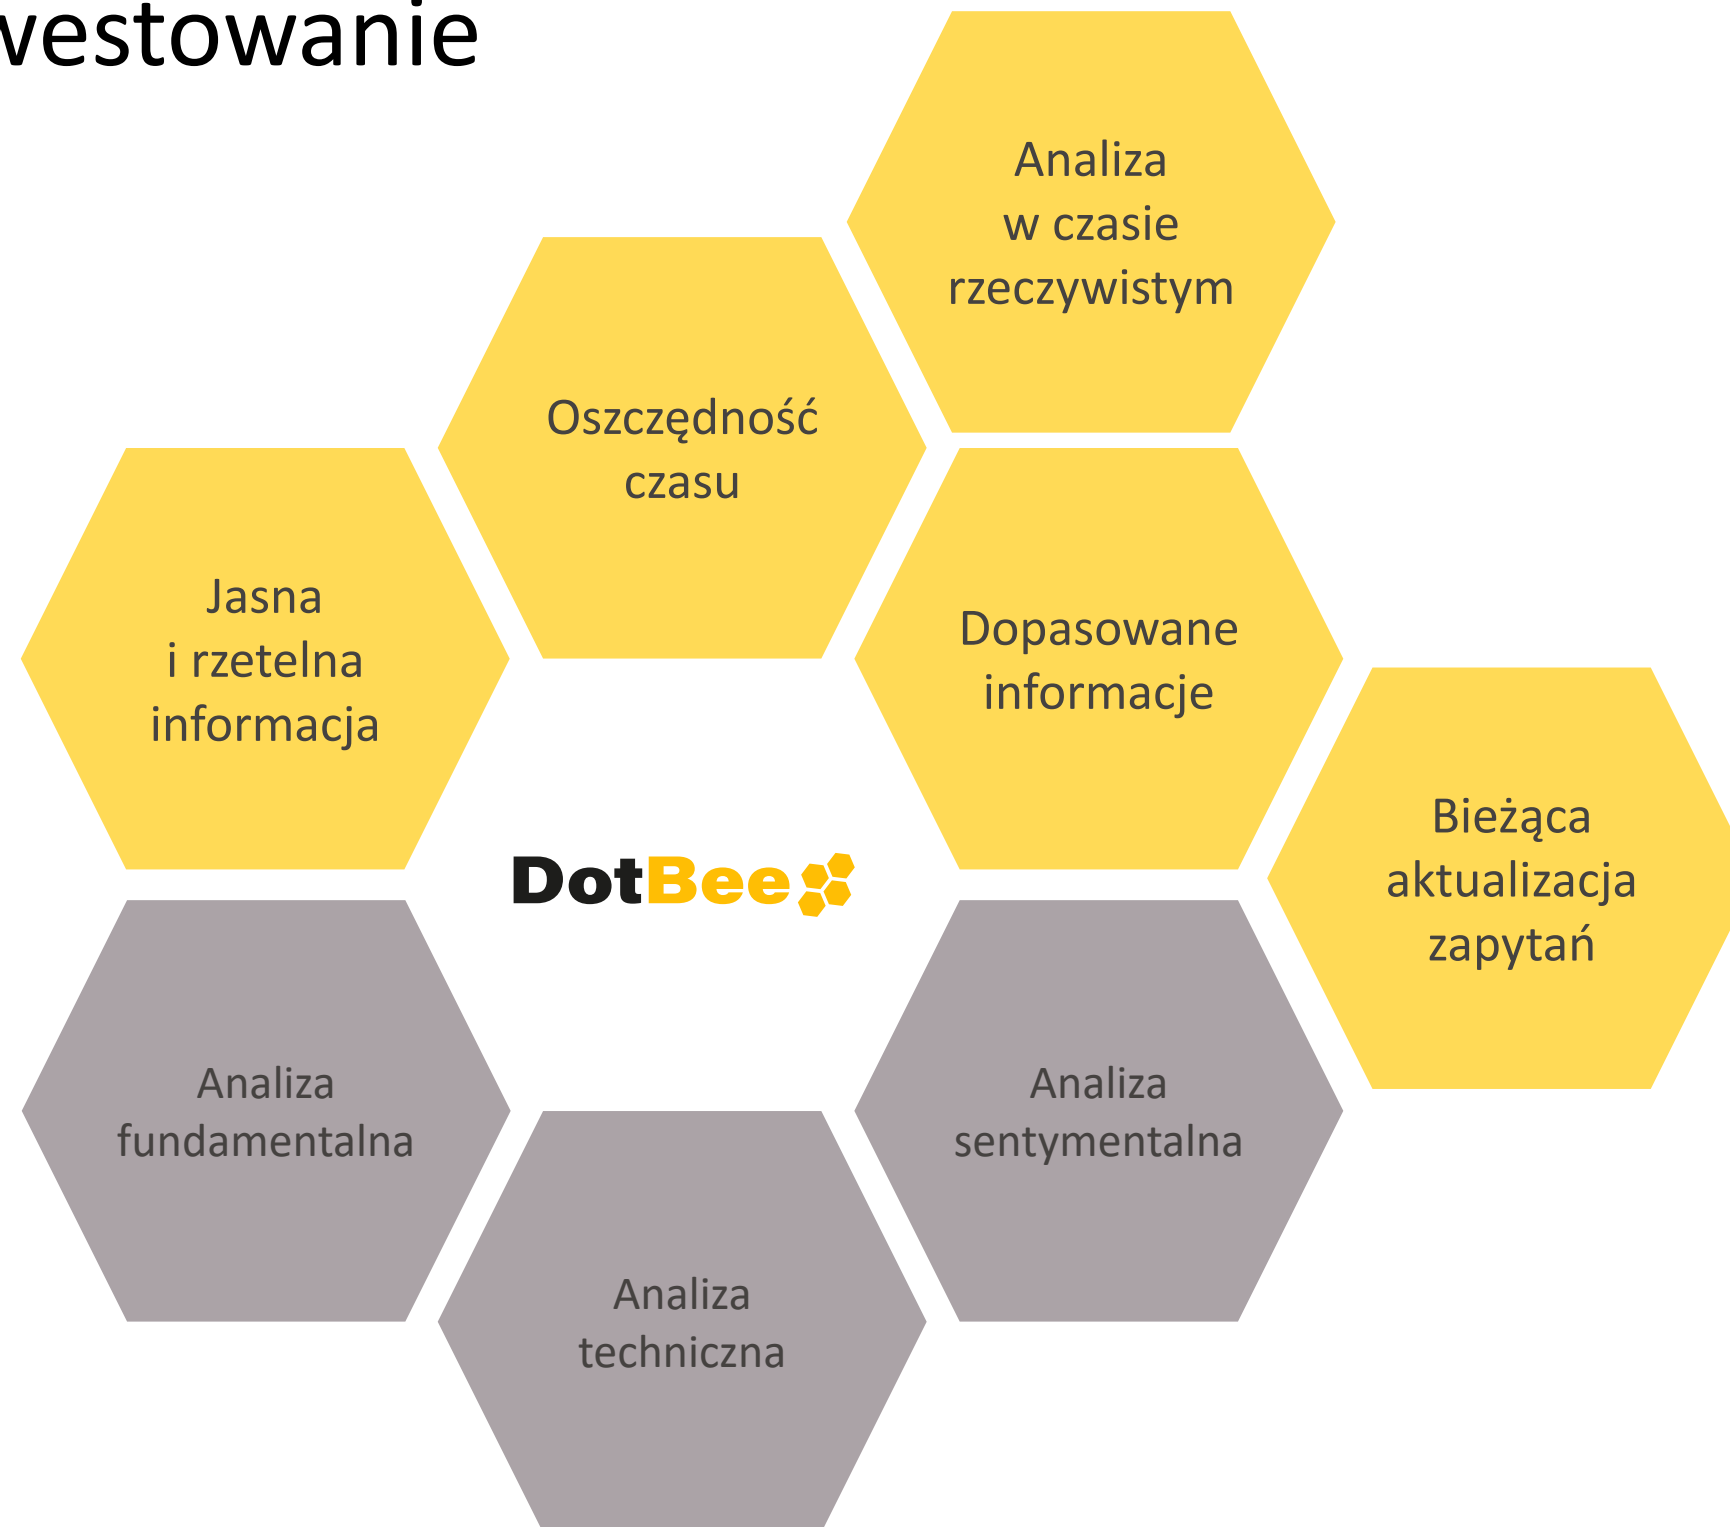 westowanie
Analiza
w czasie
rzeczywistym
Oszczędność
czasu
Jasna
i rzetelna
informacja
Dopasowane
informacje
Bieżąca
aktualizacja
zapytań
DotBee
Analiza
fundamentalna
Analiza
sentymentalna
Analiza
techniczna